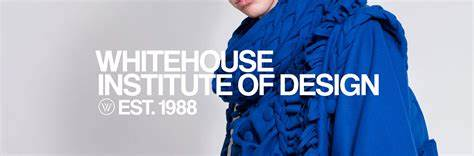 WHITEHOUSE
INSTITUTE OF DESIGN
W EST. 1988